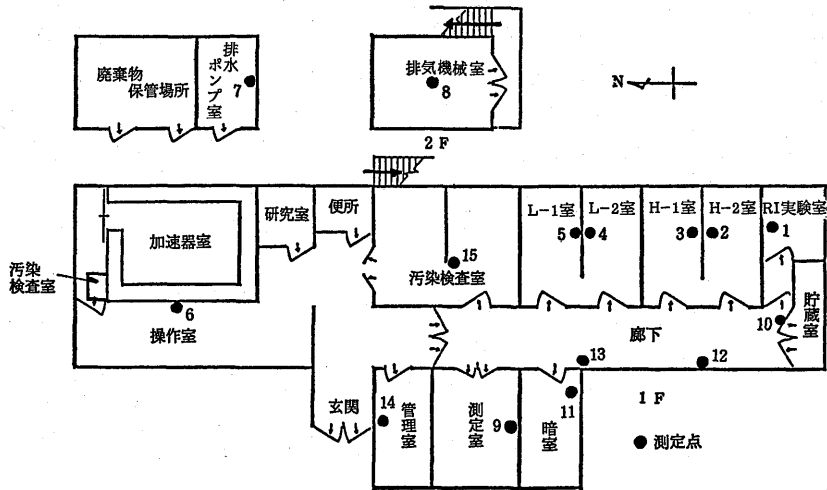 廃棄物
保管場所
排水
ポンプ室
7
排気機械室
8
N
2 F
研究室
便所
L-1室
L-2室
H-1室
H-2室
RI実験室
加速器室
5
4
3
2
1
15
汚染検査室
汚染
検査室
6
操作室
10
貯蔵室
廊下
13
12
玄関
14
管理室
測定室
9
暗室
11
1 F
● 測定点